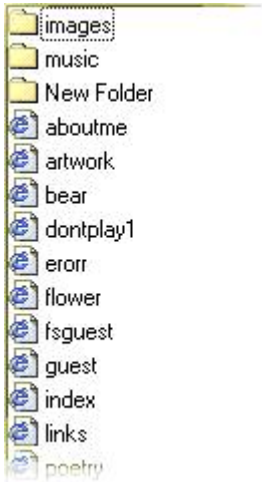 images
music
New Folder
aboutme
artwork
bear
dontplay1
erorr
flower
fsguest
guest
index
links
poetry